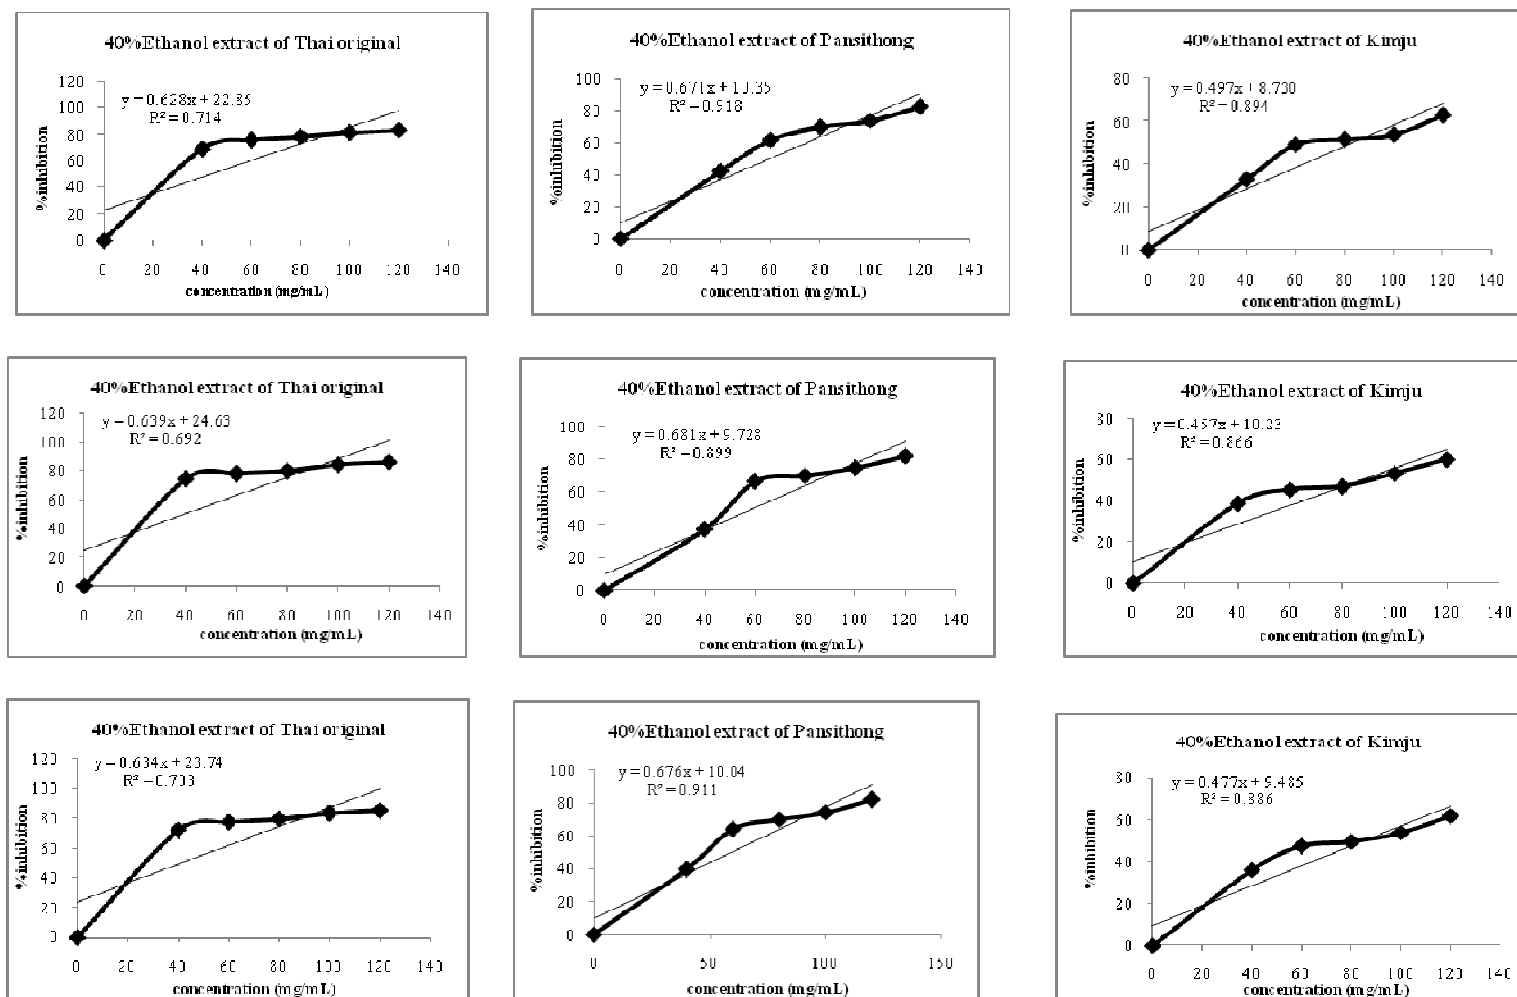 40%Ethanol extract of Thai original
120
100
80
60
40
20
0
y = 0.628x + 22.85
R² = 0.714
%inhibition
0 20 40 60 80 100 120 140
concentration (mg/mL)
40%Ethanol extract of Pansithong
100
80
60
40
20
0
y = 0.671x + 10.35
R² = 0.918
%inhibition
0 20 40 60 80 100 120 140
concentration (mg/mL)
40%Ethanol extract of Kimju
80
60
40
20
0
y = 0.497x + 8.730
R² = 0.894
%inhibition
0 20 40 60 80 100 120 140
concentration (mg/mL)
40%Ethanol extract of Thai original
120
100
80
60
40
20
0
y = 0.639x + 24.63
R² = 0.692
%inhibition
0 20 40 60 80 100 120 140
concentration (mg/mL)
40%Ethanol extract of Pansithong
100
80
60
40
20
0
y = 0.681x + 9.728
R² = 0.899
%inhibition
0 20 40 60 80 100 120 140
concentration (mg/mL)
40%Ethanol extract of Kimju
80
60
40
20
0
y = 0.457x + 10.23
R² = 0.866
%inhibition
0 20 40 60 80 100 120 140
concentration (mg/mL)
40%Ethanol extract of Thai original
120
100
80
60
40
20
0
y = 0.634x + 23.74
R² = 0.703
%inhibition
0 20 40 60 80 100 120 140
concentration (mg/mL)
40%Ethanol extract of Pansithong
100
80
60
40
20
0
y = 0.676x + 10.04
R² = 0.911
%inhibition
0 50 100 150
concentration (mg/mL)
40%Ethanol extract of Kimju
80
60
40
20
0
y = 0.477x + 9.485
R² = 0.886
%inhibition
0 20 40 60 80 100 120 140
concentration (mg/mL)